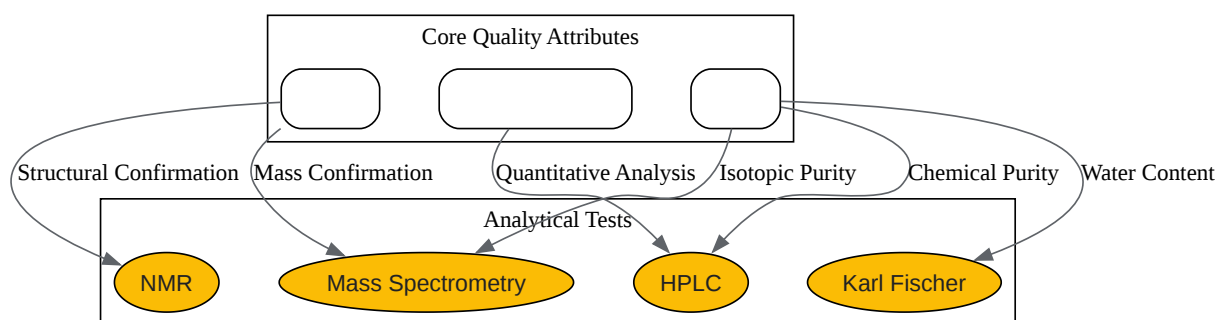 Core Quality Attributes
Structural Confirmation
Mass Confirmation
Quantitative Analysis
Isotopic Purity
Chemical Purity
Water Content
Analytical Tests
NMR
Mass Spectrometry
HPLC
Karl Fischer